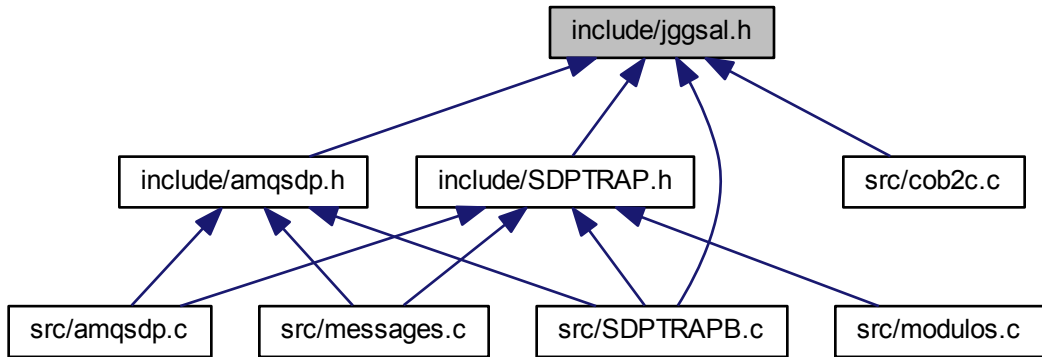 include/jggsal.h
include/amqsdp.h
include/SDPTRAP.h
src/cob2c.c
src/amqsdp.c
src/messages.c
src/SDPTRAPB.c
src/modulos.c